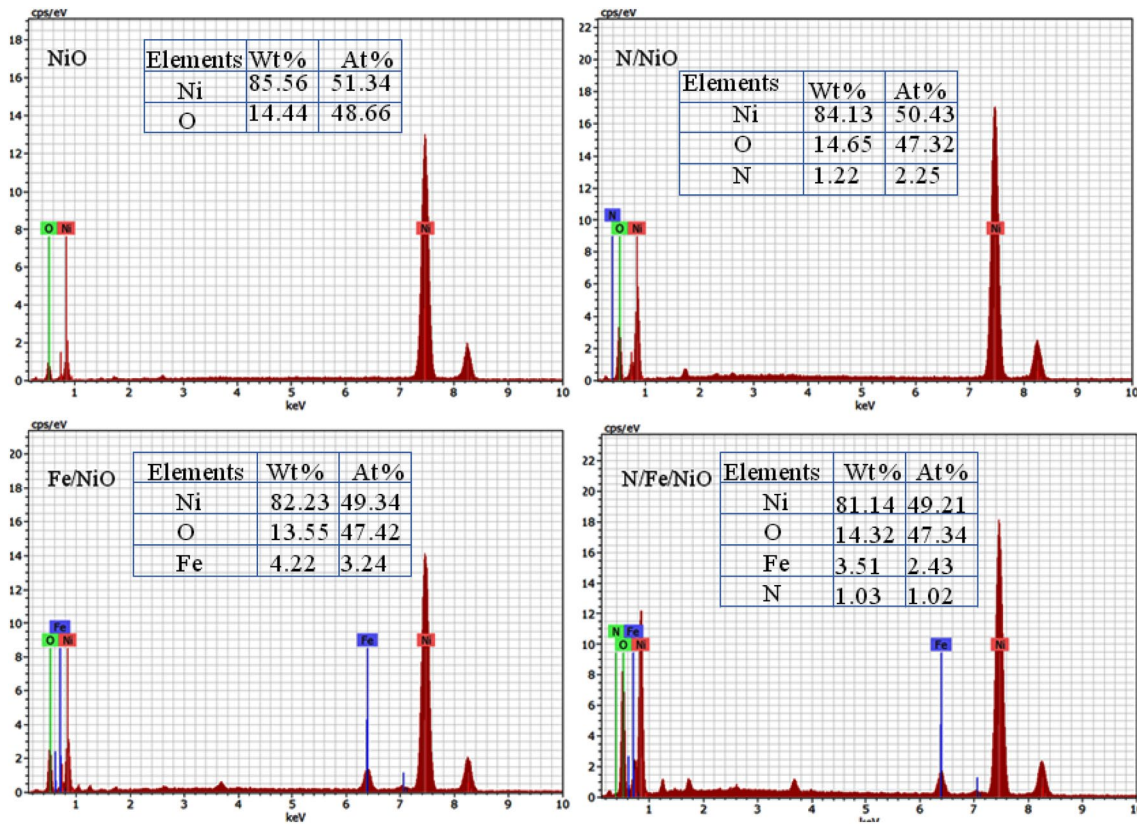 cps/eV
18
16
14
12
10
8
6
4
2
0
NiO
Elements Wt% At%
Ni 85.56 51.34
O 14.44 48.66
O Ni Ni
1 2 3 4 5 6 7 8 9 10
keV
cps/eV
22
20
18
16
14
12
10
8
6
4
2
0
N/NiO
Elements Wt% At%
Ni 84.13 50.43
O 14.65 47.32
N 1.22 2.25
N
O Ni Ni
1 2 3 4 5 6 7 8 9 10
keV
cps/eV
20
18
16
14
12
10
8
6
4
2
0
Fe/NiO
Elements Wt% At%
Ni 82.23 49.34
O 13.55 47.42
Fe 4.22 3.24
Fe
O Ni Fe Ni
1 2 3 4 5 6 7 8 9 10
keV
cps/eV
22
20
18
16
14
12
10
8
6
4
2
0
N/Fe/NiO
Elements Wt% At%
Ni 81.14 49.21
O 14.32 47.34
Fe 3.51 2.43
N 1.03 1.02
N Fe
O Ni Fe Ni
1 2 3 4 5 6 7 8 9 10
keV